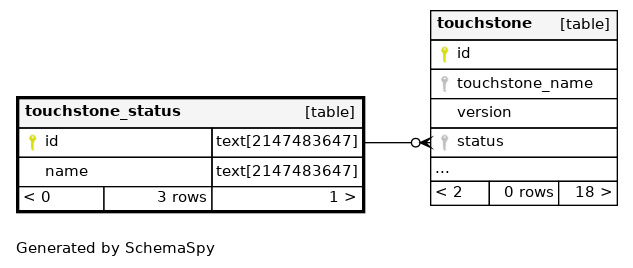 touchstone_status [table]
id text[2147483647]
name text[2147483647]
< 0 3 rows 1 >
touchstone [table]
id
touchstone_name
version
status
...
< 2 0 rows 18 >
Generated by SchemaSpy